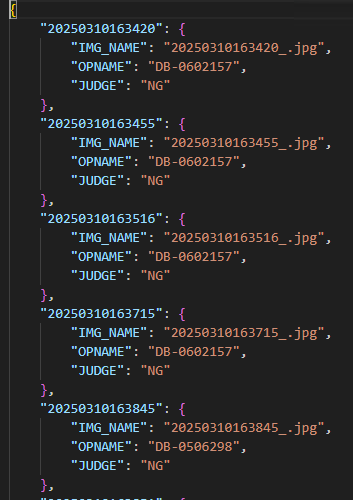 {
"20250310163420": {
"IMG_NAME": "20250310163420_.jpg",
"OPNAME": "DB-0602157",
"JUDGE": "NG"
},
"20250310163455": {
"IMG_NAME": "20250310163455_.jpg",
"OPNAME": "DB-0602157",
"JUDGE": "NG"
},
"20250310163516": {
"IMG_NAME": "20250310163516_.jpg",
"OPNAME": "DB-0602157",
"JUDGE": "NG"
},
"20250310163715": {
"IMG_NAME": "20250310163715_.jpg",
"OPNAME": "DB-0602157",
"JUDGE": "NG"
},
"20250310163845": {
"IMG_NAME": "20250310163845_.jpg",
"OPNAME": "DB-0506298",
"JUDGE": "NG"
},